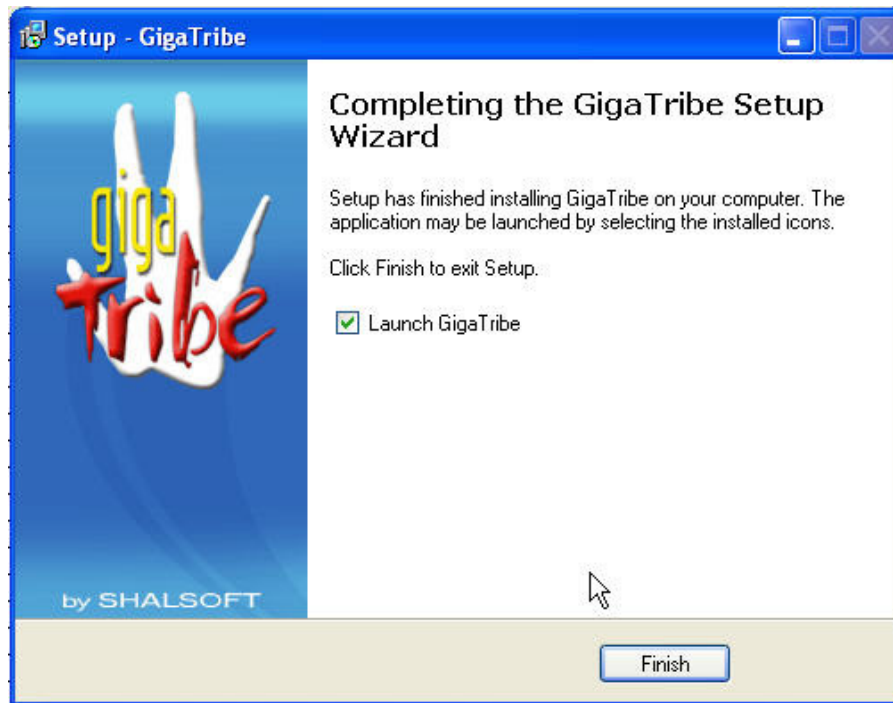 Setup - GigaTribe
giga
Tribe
by SHALSOFT
Completing the GigaTribe Setup
Wizard
Setup has finished installing GigaTribe on your computer. The
application may be launched by selecting the installed icons.
Click Finish to exit Setup.
Launch GigaTribe
Finish